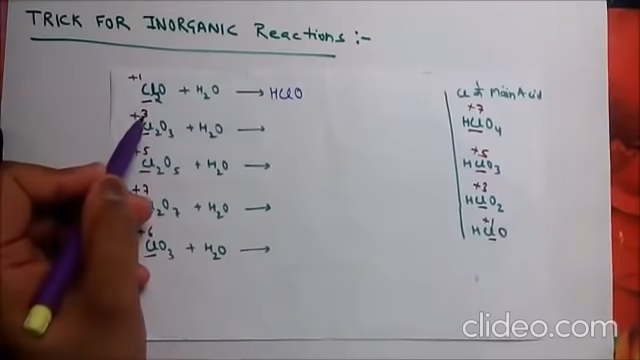 TRICK FOR INORGANIC Reactions :-
+1
Cl₂O + H₂O → HClO
+3
Cl₂O₃ + H₂O →
+5
Cl₂O₅ + H₂O →
+7
Cl₂O₇ + H₂O →
+6
ClO₃ + H₂O →
Cl Main Acid
+7
HClO₄
+5
HClO₃
+3
HClO₂
+1
HClO
clideo.com